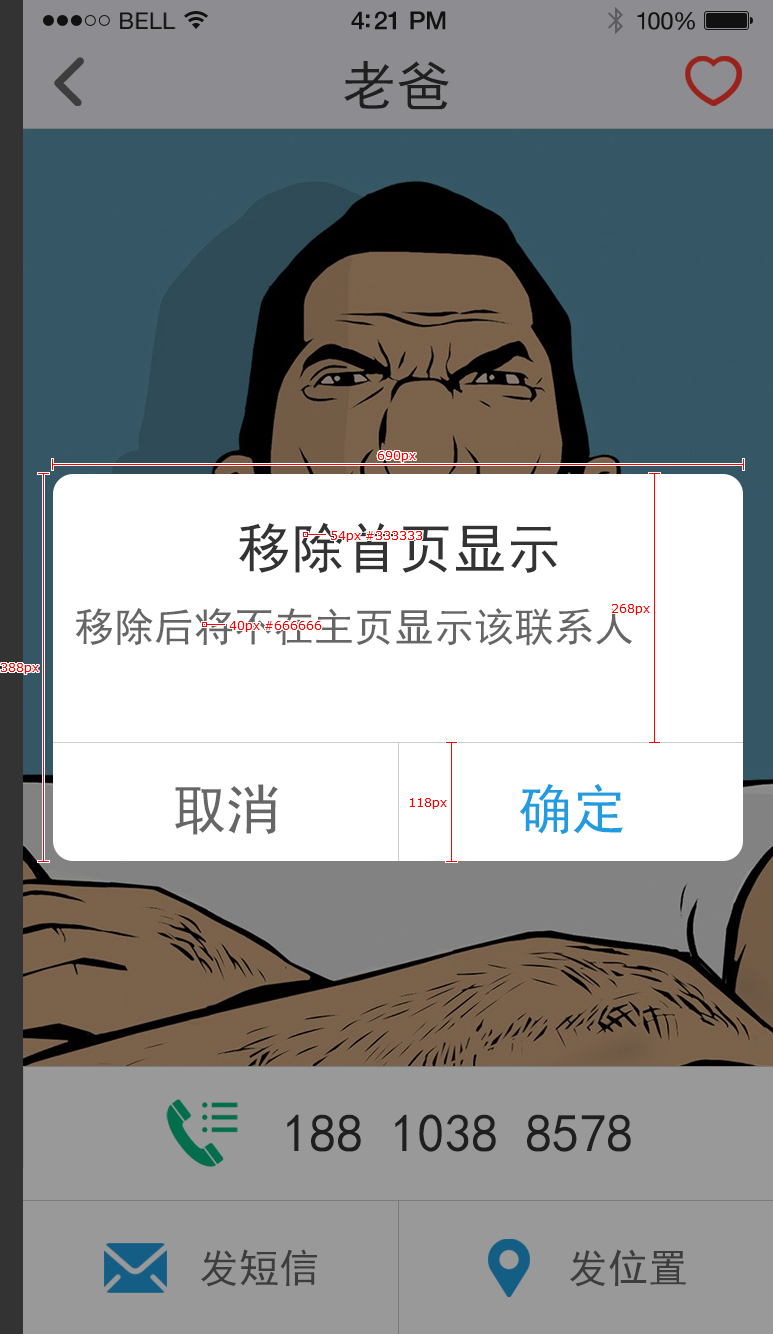 BELL 4:21 PM 100%
老爸
690px
移除首页显示
54px #333333
268px
移除后将不在主页显示该联系人
40px #666666
388px
取消 118px 确定
188 1038 8578
发短信 发位置